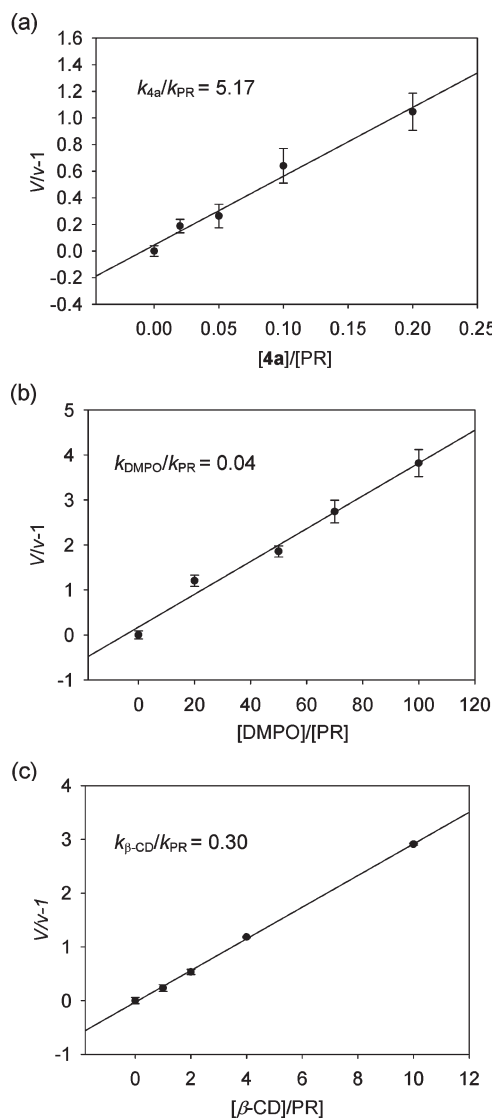 (a)
1.6
1.4
1.2
1.0
0.8
0.6
0.4
0.2
0.0
-0.2
-0.4
V/v-1
k4a/kPR = 5.17
0.00 0.05 0.10 0.15 0.20 0.25
[4a]/[PR]
(b)
5
4
3
2
1
0
-1
V/v-1
kDMPO/kPR = 0.04
0 20 40 60 80 100 120
[DMPO]/[PR]
(c)
4
3
2
1
0
-1
V/v-1
kβ-CD/kPR = 0.30
0 2 4 6 8 10 12
[β-CD]/PR]